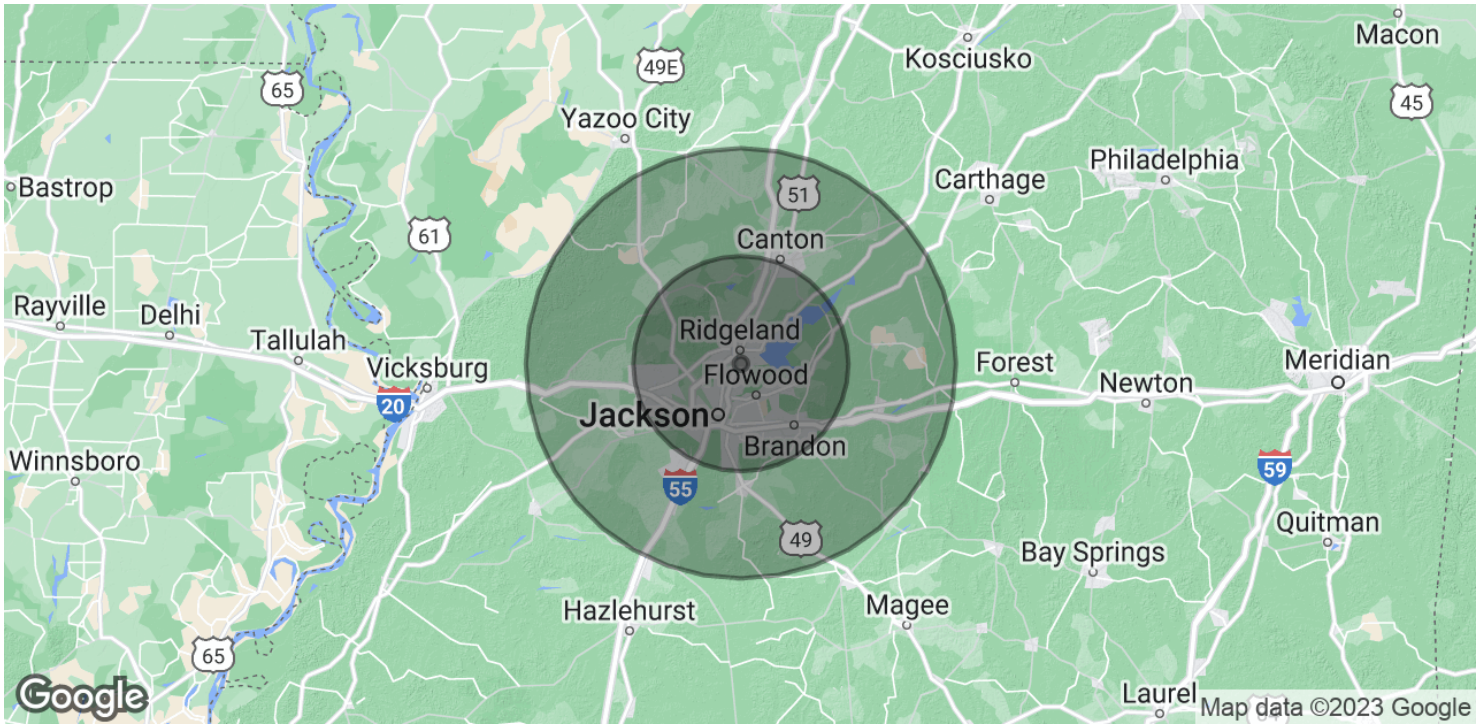 Macon
Kosciusko
49E
65
45
Yazoo City
Philadelphia
Carthage
Bastrop
51
61
Canton
Rayville
Delhi
Ridgeland
Tallulah
Vicksburg
Flowood
Forest
Meridian
Newton
20
Jackson
Brandon
Winnsboro
59
55
Quitman
49
Bay Springs
Hazlehurst
Magee
65
Laurel
Google
Map data ©2023 Google